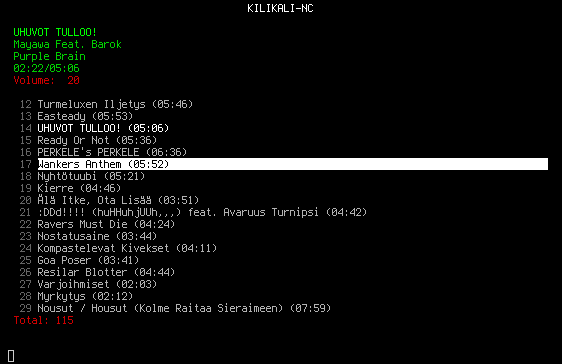 KILIKALI-NC
UHUVOT TULLOO!
Mayawa Feat. Barok
Purple Brain
02:22/05:06
Volume: 20
12 Turmeluxen Iljetys (05:46)
13 Easteady (05:53)
14 UHUVOT TULLOO! (05:06)
15 Ready Or Not (05:36)
16 PERKELE's PERKELE (06:36)
17 Wankers Anthem (05:52)
18 Nyhtötuubi (05:21)
19 Kierre (04:46)
20 Älä Itke, Ota Lisää (03:51)
21 :DDd!!!! (huHHuhjUUh,,,) feat. Avaruus Turnipsi (04:42)
22 Ravers Must Die (04:24)
23 Nostatusaine (03:44)
24 Kompastelevat Kivekset (04:11)
25 Goa Poser (03:41)
26 Resilar Blotter (04:44)
27 Varjoihmiset (02:03)
28 Myrkytys (02:12)
29 Nousut / Housut (Kolme Raitaa Sieraimeen) (07:59)
Total: 115